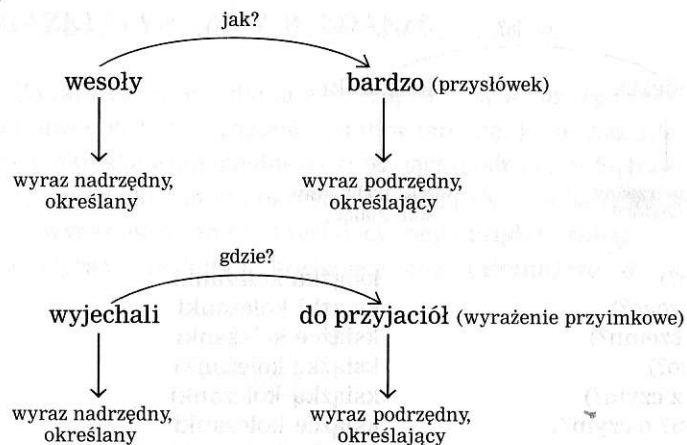 jak?
wesoły bardzo (przysłówek)
wyraz nadrzędny, wyraz podrzędny,
określany określający
gdzie?
wyjechali do przyjaciół (wyrażenie przyimkowe)
wyraz nadrzędny, wyraz podrzędny,
określany określający